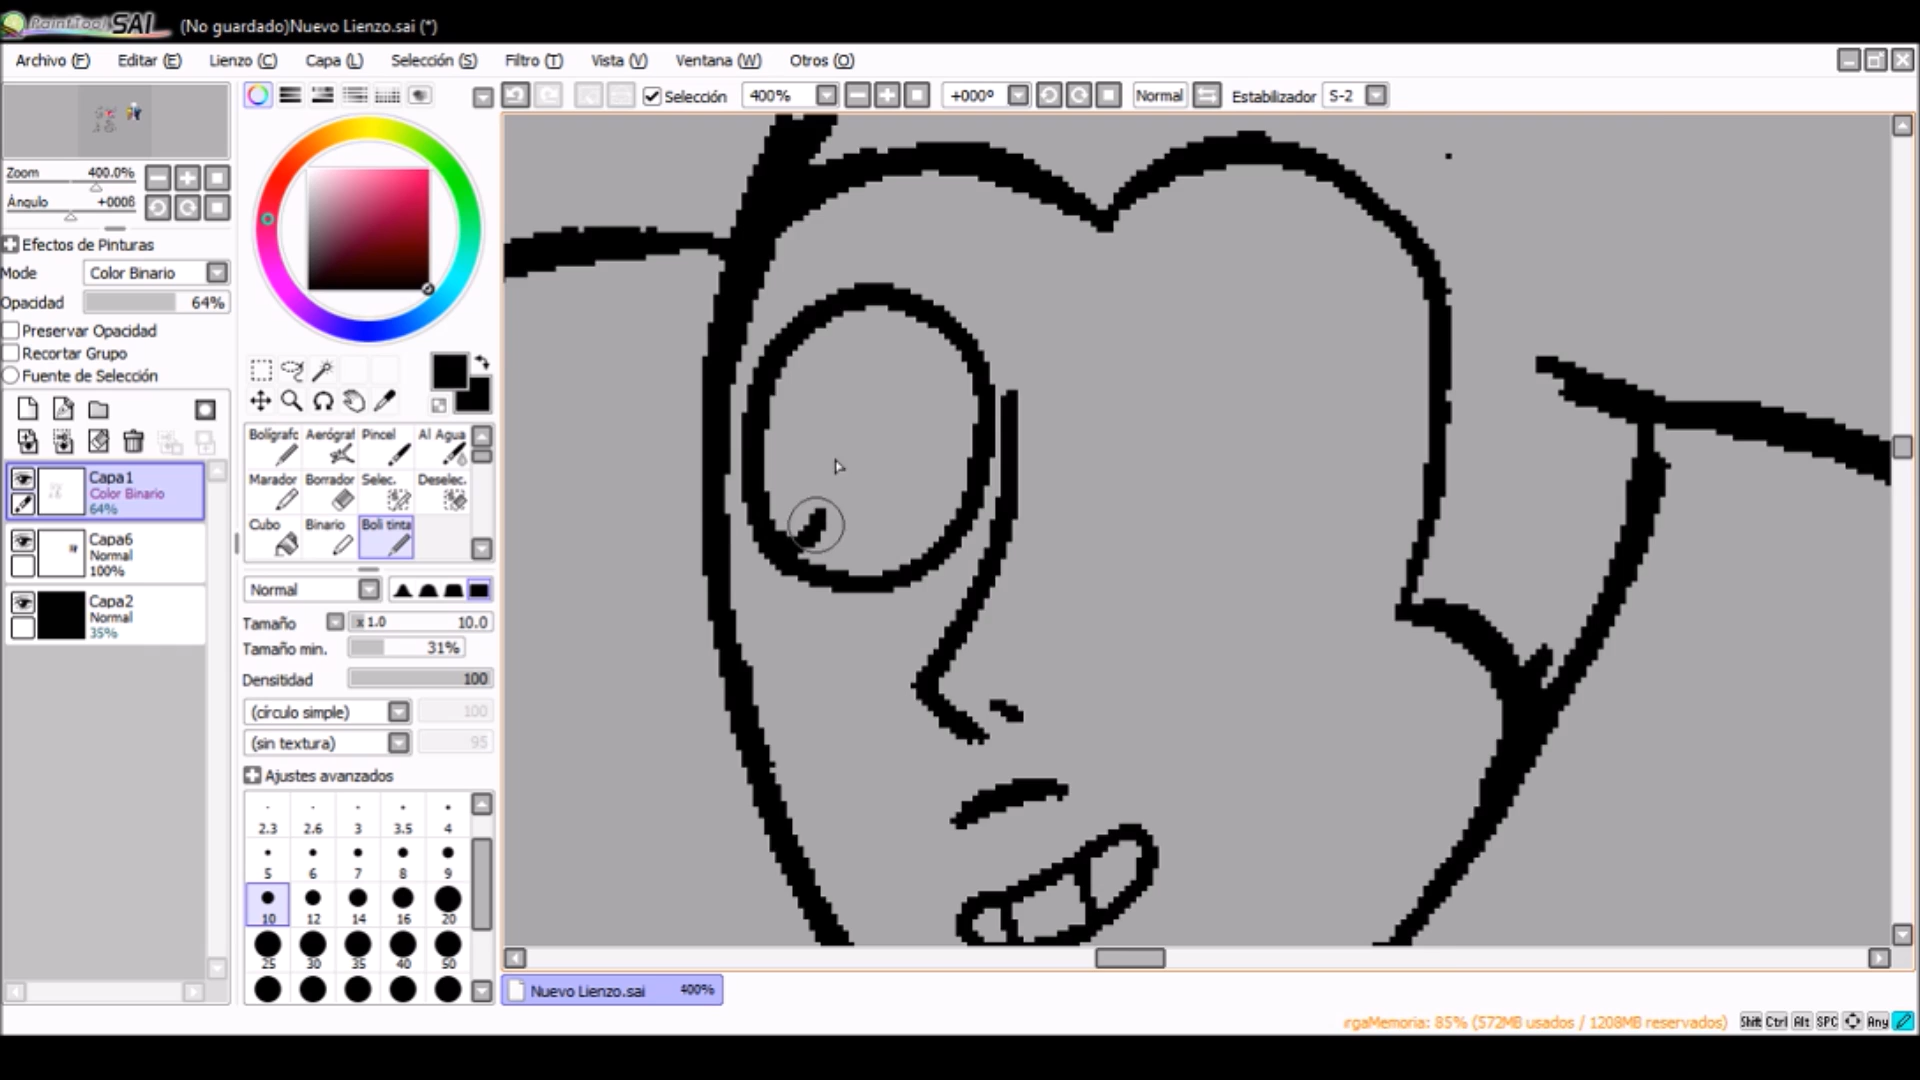 PaintTool SAI (No guardado)Nuevo Lienzo.sai (*)
Archivo (F) Editar (E) Lienzo (C) Capa (L) Selección (S) Filtro (T) Vista (V) Ventana (W) Otros (O)
Selección 400% +000º Normal Estabilizador S-2
Zoom 400.0%
Ángulo +000ß
Efectos de Pinturas
Mode Color Binario
Opacidad 64%
Preservar Opacidad
Recortar Grupo
Fuente de Selección
Capa1
Color Binario
64%
Capa6
Normal
100%
Capa2
Normal
35%
Bolígrafc Aerógraf Pincel Al Agua
Marador Borrador Selec. Deselec.
Cubo Binario Boli tinta
Normal
Tamaño x 1.0 10.0
Tamaño min. 31%
Densitidad 100
(círculo simple) 100
(sin textura) 95
Ajustes avanzados
2.3 2.6 3 3.5 4
5 6 7 8 9
10 12 14 16 20
25 30 35 40 50
Nuevo Lienzo.sai 400%
rgaMemoria: 85% (572MB usados / 1208MB reservados) Shift Ctrl Alt SPC Any